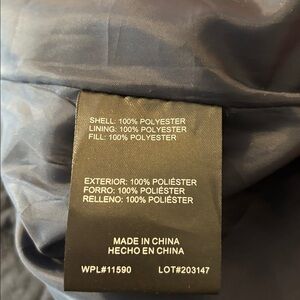 SHELL: 100% POLYESTER
LINING: 100% POLYESTER
FILL: 100% POLYESTER
EXTERIOR: 100% POLIÉSTER
FORRO: 100% POLIÉSTER
RELLENO: 100% POLIÉSTER
MADE IN CHINA
HECHO EN CHINA
WPL#11590 LOT#203147